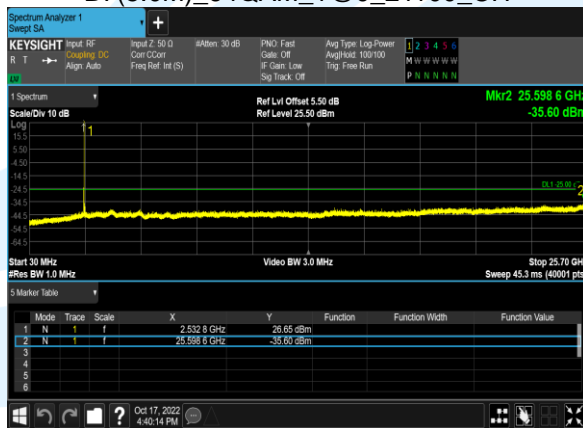 Spectrum Analyzer 1
Swept SA
+
KEYSIGHT
R T
LXI
Input: RF
Coupling: DC
Align: Auto
Input Z: 50 Ω
Corr CCorr
Freq Ref: Int (S)
#Atten: 30 dB
PNO: Fast
Gate: Off
IF Gain: Low
Sig Track: Off
Avg Type: Log-Power
Avg|Hold: 100/100
Trig: Free Run
1 2 3 4 5 6
M W W W W W
P N N N N N
1 Spectrum
Scale/Div 10 dB
Ref Lvl Offset 5.50 dB
Ref Level 25.50 dBm
Mkr2 25.598 6 GHz
-35.60 dBm
Log
15.5
5.50
-4.50
-14.5
-24.5
-34.5
-44.5
-54.5
-64.5
1
DL1 -25.00
2
Start 30 MHz
#Res BW 1.0 MHz
Video BW 3.0 MHz
Stop 25.70 GH
Sweep 45.3 ms (40001 pts
5 Marker Table
Mode Trace Scale X Y Function Function Width Function Value
1 N 1 f 2.532 8 GHz 26.65 dBm
2 N 1 f 25.598 6 GHz -35.60 dBm
3
4
5
6
?
Oct 17, 2022
4:40:14 PM